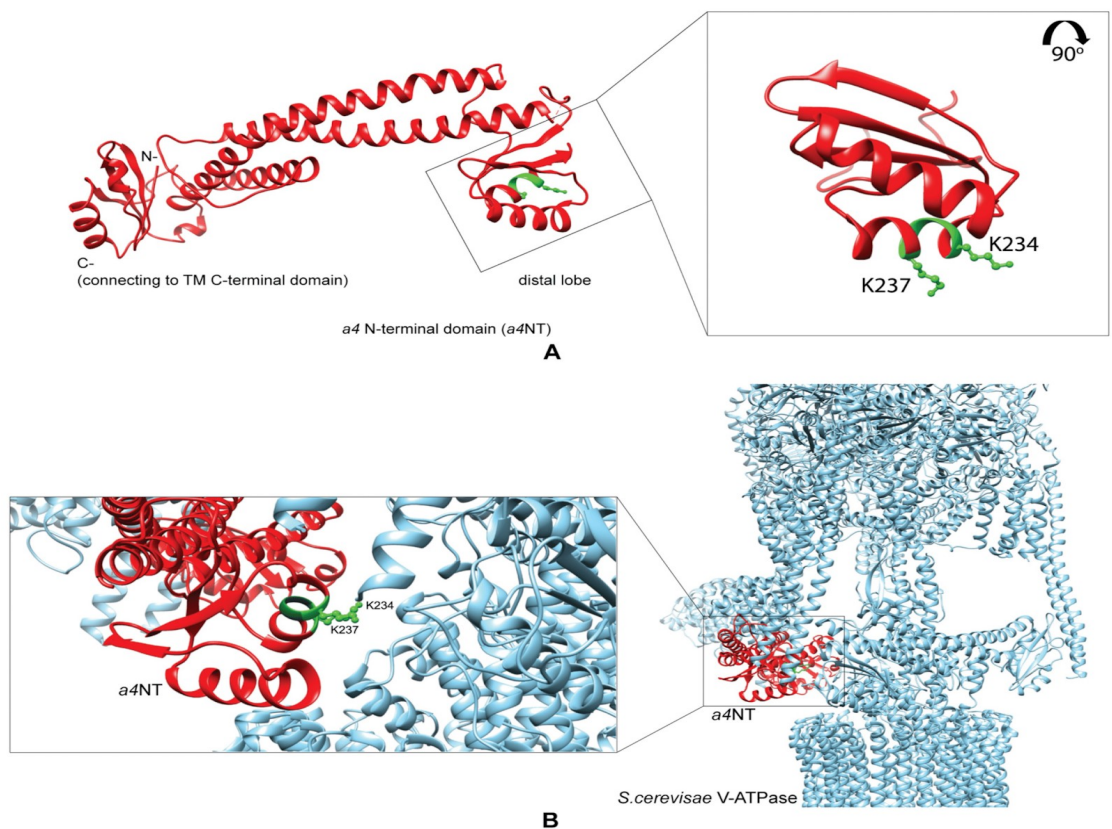 90°
N-
K234
K237
C-
(connecting to TM C-terminal domain)
distal lobe
a4 N-terminal domain (a4NT)
A
K234
K237
a4NT
a4NT
S.cerevisae V-ATPase
B